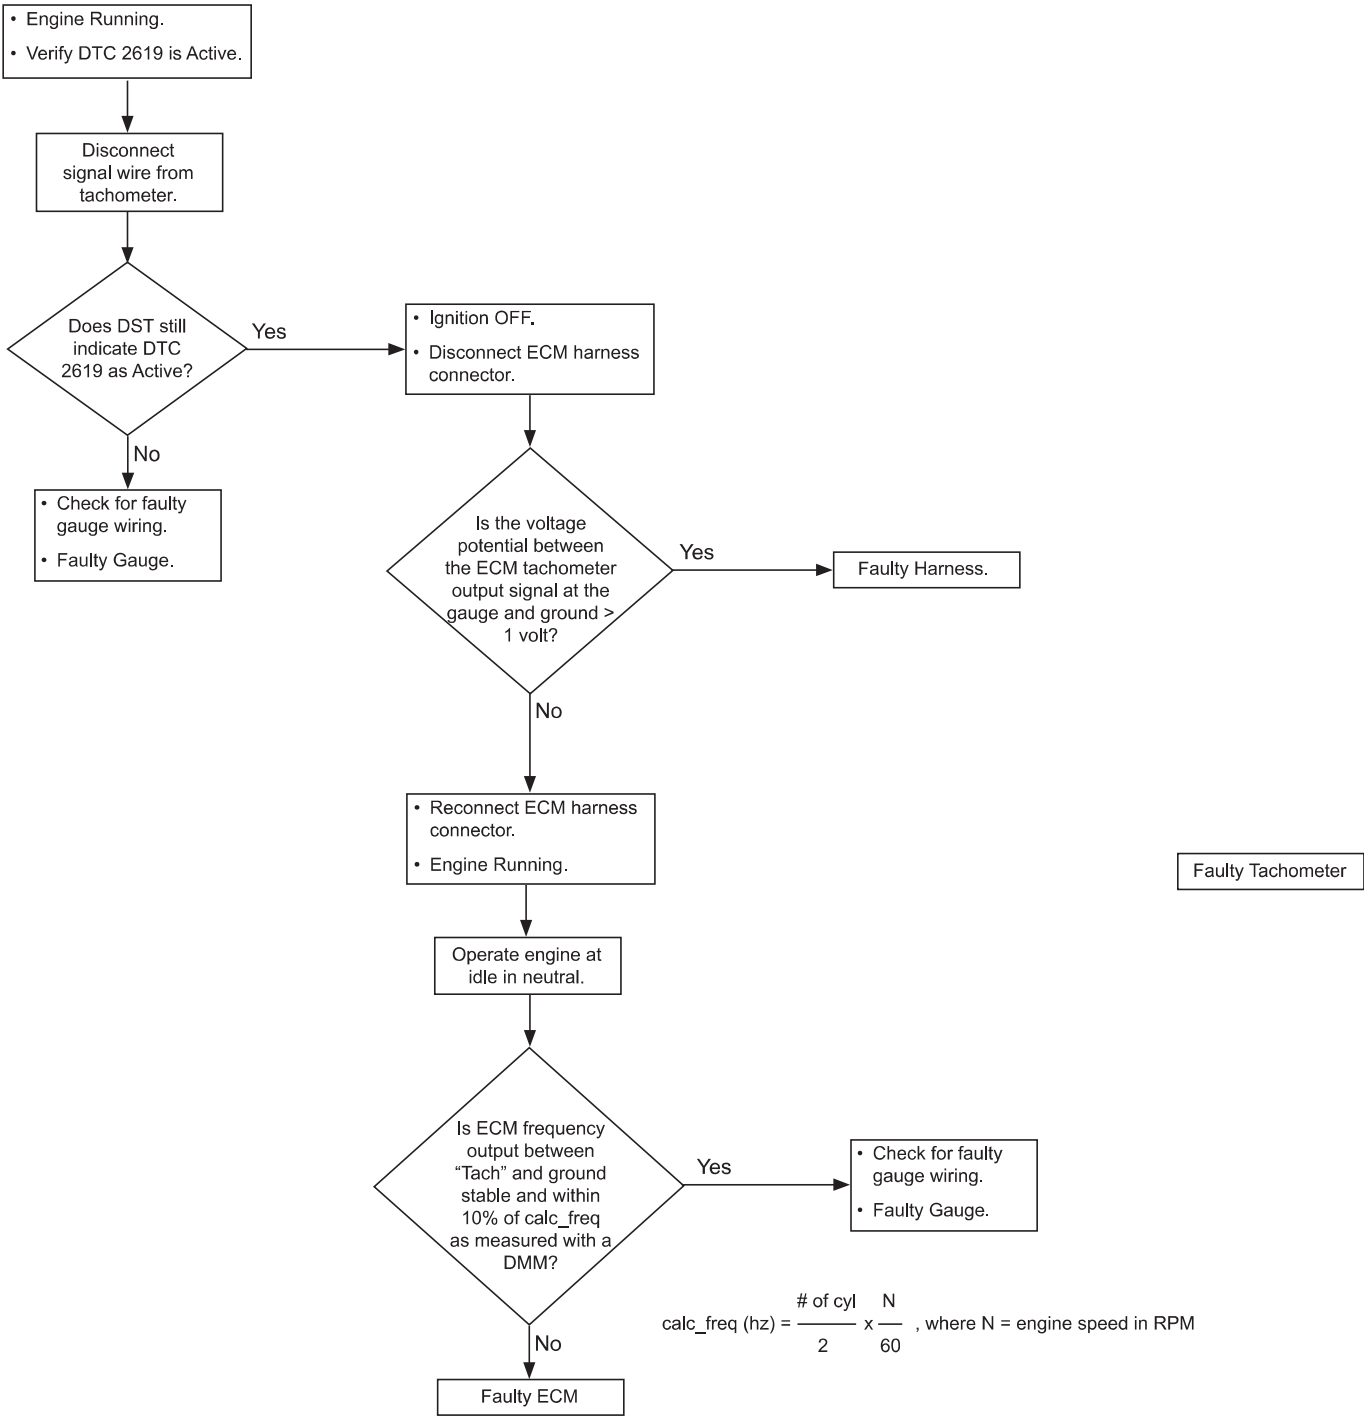 • Engine Running.
• Verify DTC 2619 is Active.
Disconnect
signal wire from
tachometer.
Does DST still
indicate DTC
2619 as Active?
Yes
• Ignition OFF.
• Disconnect ECM harness
connector.
No
• Check for faulty
gauge wiring.
• Faulty Gauge.
Is the voltage
potential between
the ECM tachometer
output signal at the
gauge and ground >
1 volt?
Yes
Faulty Harness.
No
• Reconnect ECM harness
connector.
• Engine Running.
Faulty Tachometer
Operate engine at
idle in neutral.
Is ECM frequency
output between
“Tach” and ground
stable and within
10% of calc_freq
as measured with a
DMM?
Yes
• Check for faulty
gauge wiring.
• Faulty Gauge.
calc_freq (hz) = # of cyl / 2 x N / 60 , where N = engine speed in RPM
No
Faulty ECM